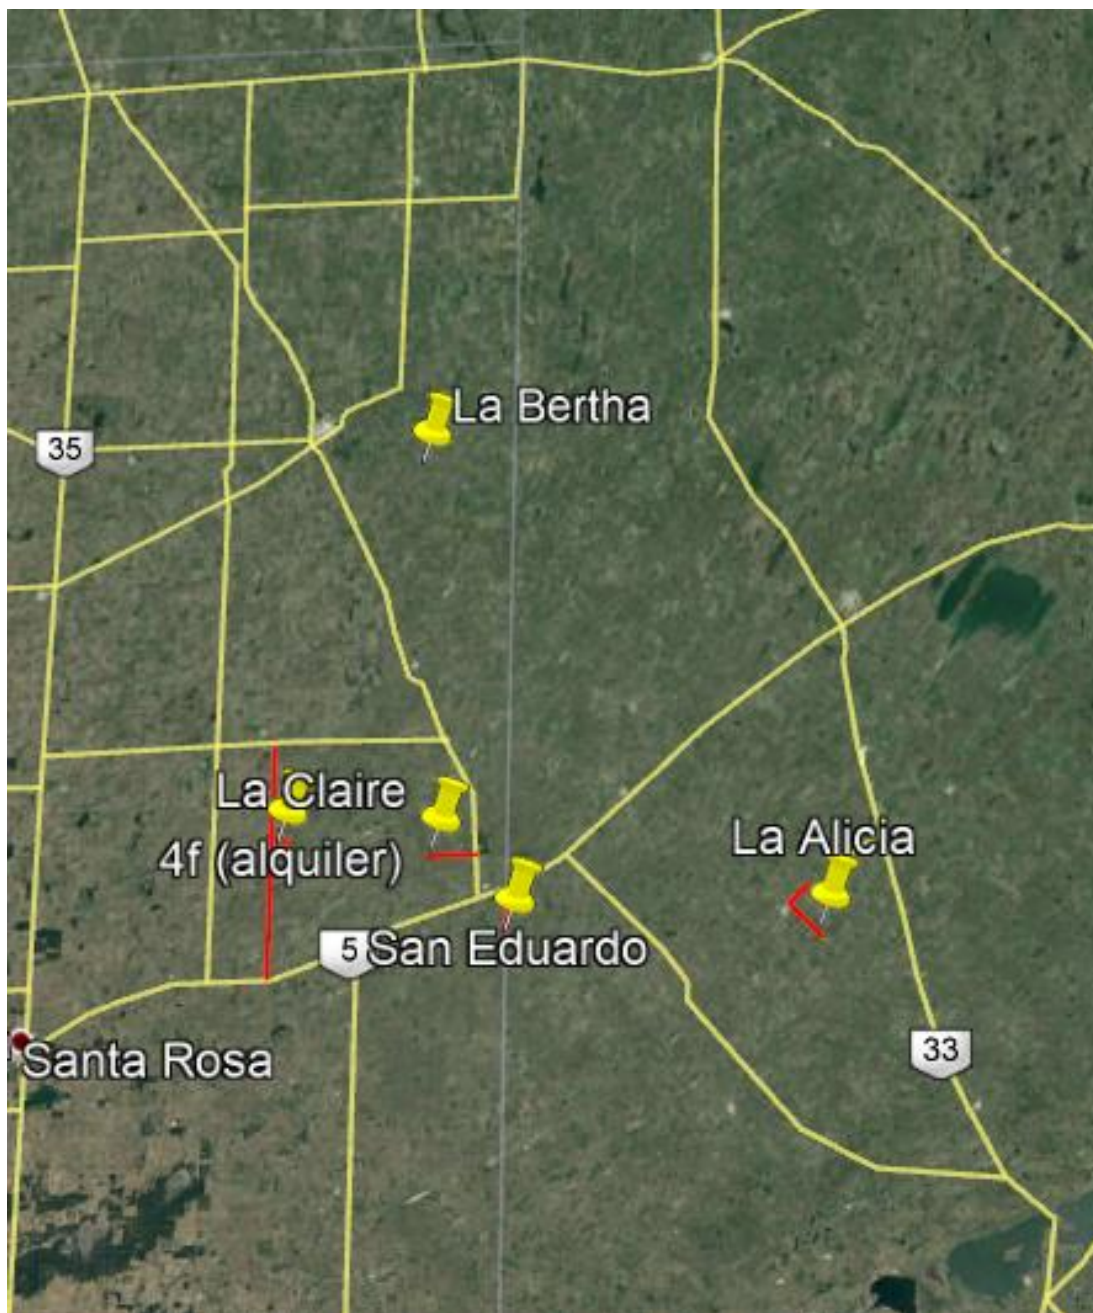 La Bertha
35
La Claire
La Alicia
4f (alquiler)
5
San Eduardo
33
Santa Rosa